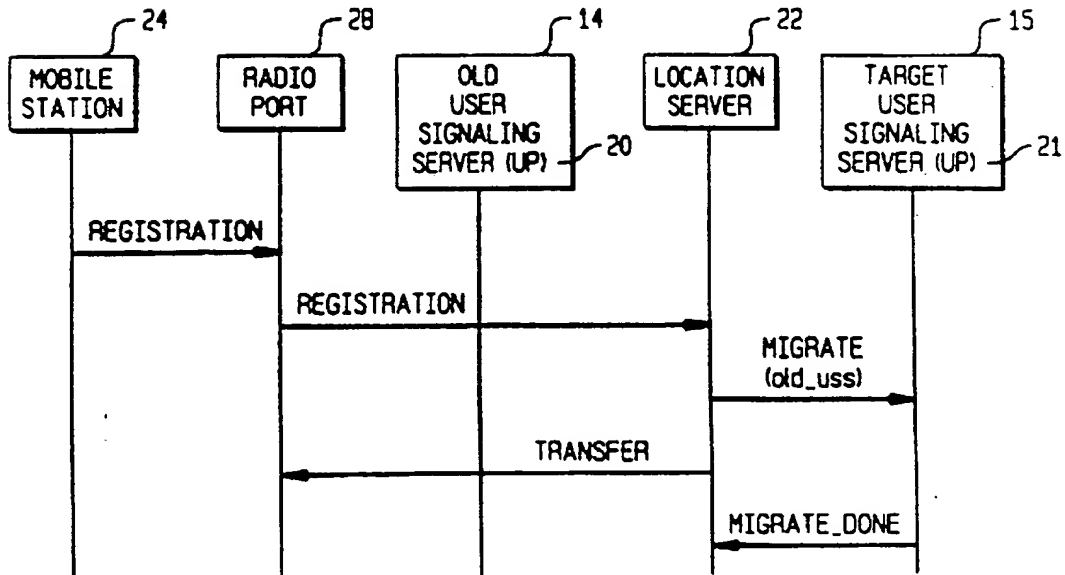 24
28
14
22
15
MOBILE
STATION
RADIO
PORT
OLD
USER
SIGNALING
SERVER (UP)
20
LOCATION
SERVER
TARGET
USER
SIGNALING
SERVER (UP)
21
REGISTRATION
REGISTRATION
MIGRATE
(old_uss)
TRANSFER
MIGRATE_DONE